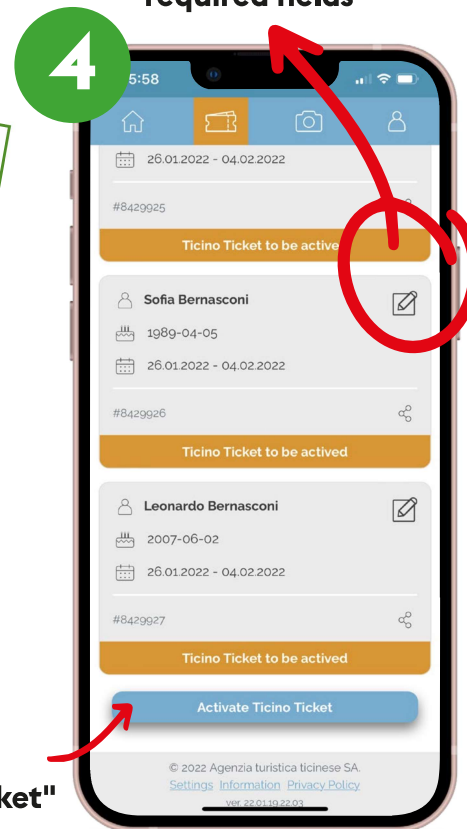 required fields
4
5:58
26.01.2022 - 04.02.2022
#8429925
Ticino Ticket to be active
Sofia Bernasconi
1989-04-05
26.01.2022 - 04.02.2022
#8429926
Ticino Ticket to be actived
Leonardo Bernasconi
2007-06-02
26.01.2022 - 04.02.2022
#8429927
Ticino Ticket to be actived
Activate Ticino Ticket
ket"
© 2022 Agenzia turistica ticinese SA.
Settings Information Privacy Policy
ver. 22.01.19.22.03